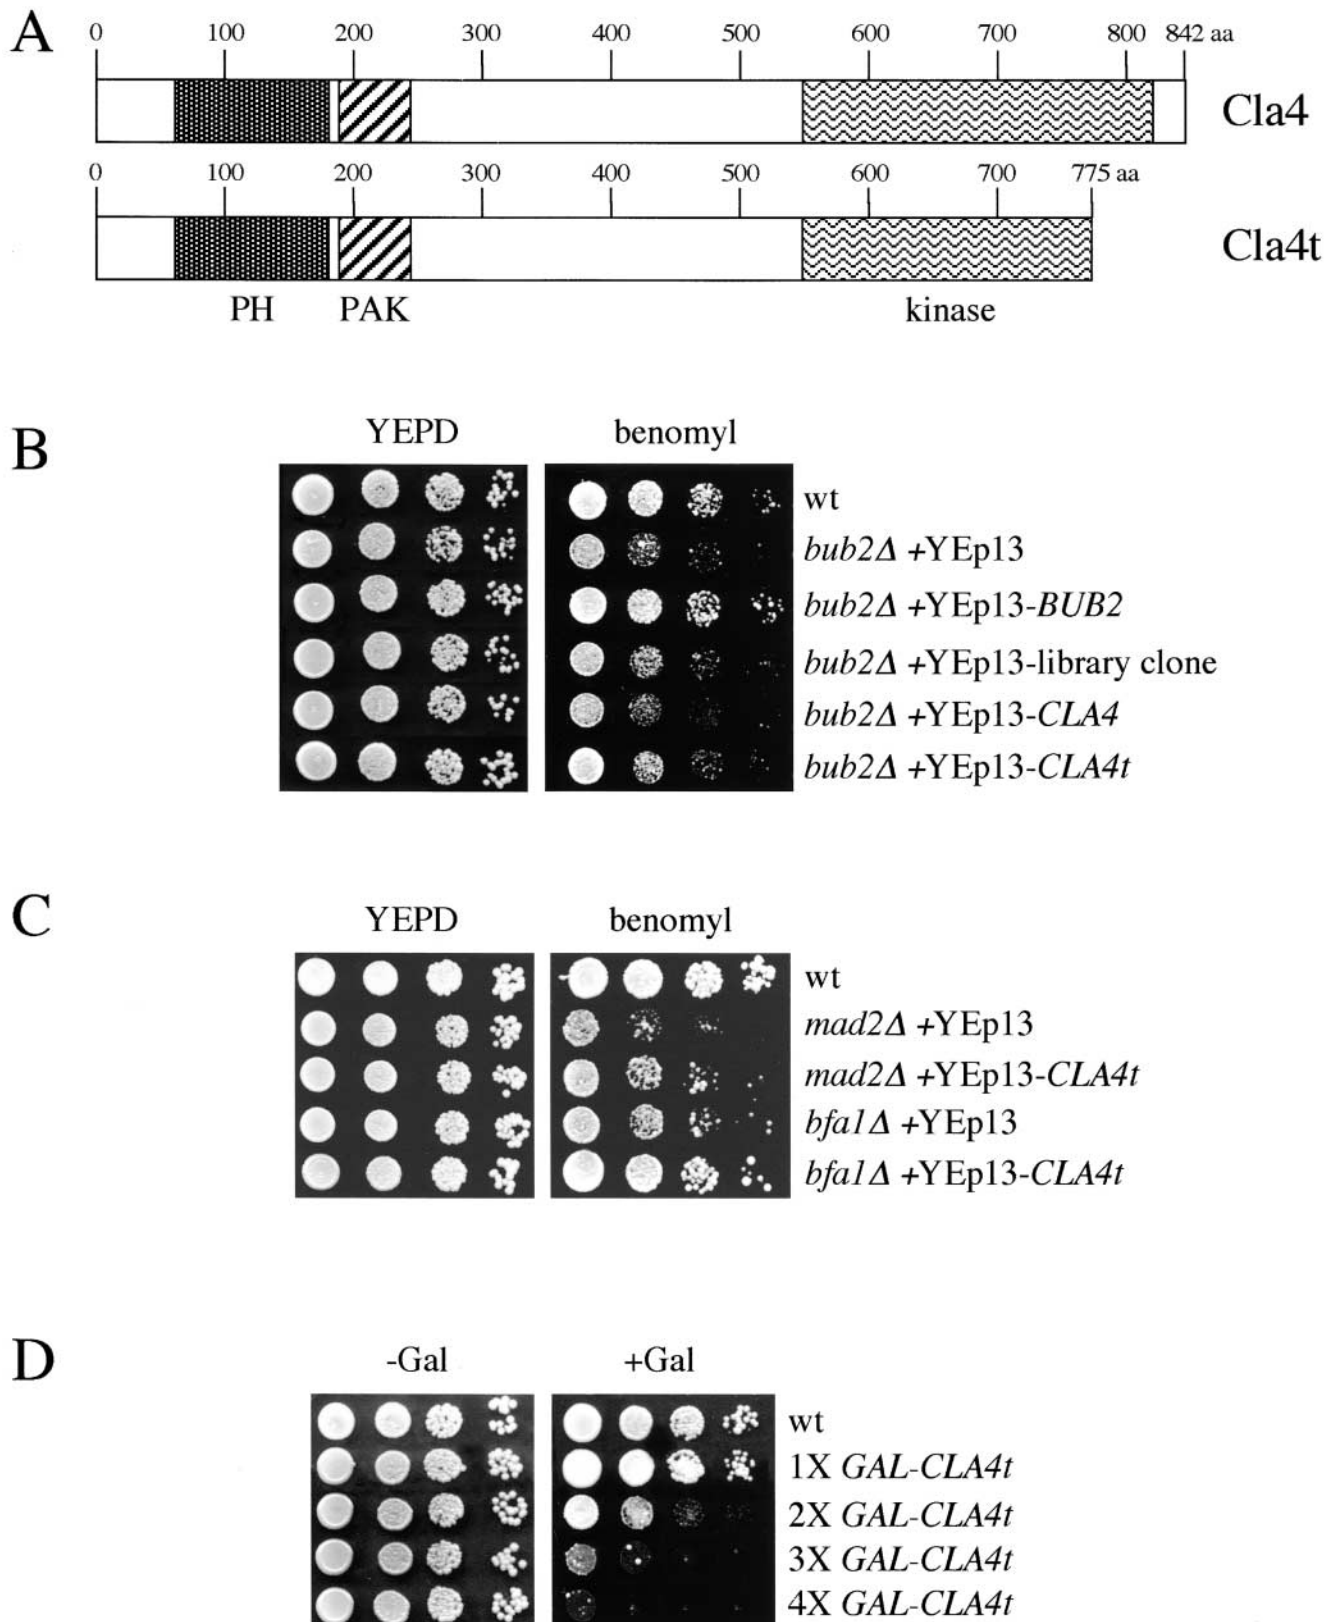 A
0 100 200 300 400 500 600 700 800 842 aa
Cla4
0 100 200 300 400 500 600 700 775 aa
Cla4t
PH PAK kinase
B
YEPD benomyl
wt
bub2Δ +YEp13
bub2Δ +YEp13-BUB2
bub2Δ +YEp13-library clone
bub2Δ +YEp13-CLA4
bub2Δ +YEp13-CLA4t
C
YEPD benomyl
wt
mad2Δ +YEp13
mad2Δ +YEp13-CLA4t
bfa1Δ +YEp13
bfa1Δ +YEp13-CLA4t
D
-Gal +Gal
wt
1X GAL-CLA4t
2X GAL-CLA4t
3X GAL-CLA4t
4X GAL-CLA4t